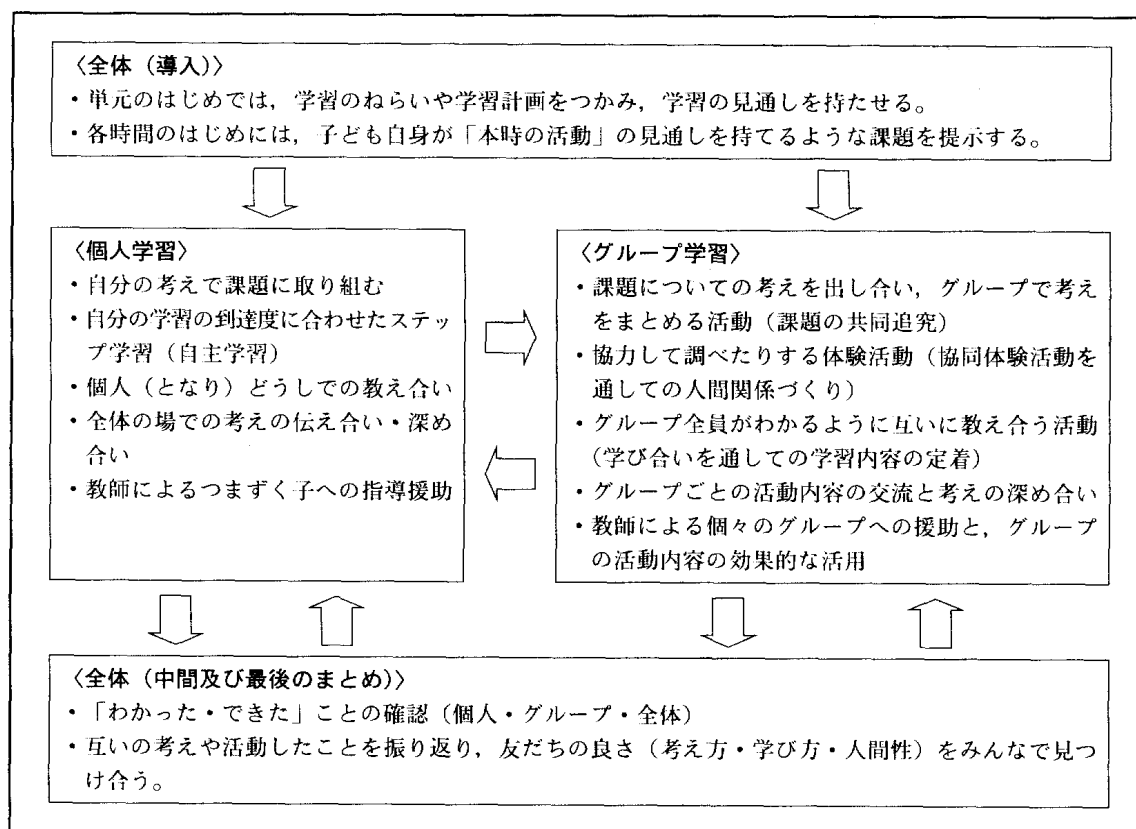 〈全体（導入）〉
・単元のはじめでは，学習のねらいや学習計画をつかみ，学習の見通しを持たせる。
・各時間のはじめには，子ども自身が「本時の活動」の見通しを持てるような課題を提示する。
〈個人学習〉
・自分の考えで課題に取り組む
・自分の学習の到達度に合わせたステッ
プ学習（自主学習）
・個人（となり）どうしでの教え合い
・全体の場での考えの伝え合い・深め
合い
・教師によるつまずく子への指導援助
〈グループ学習〉
・課題についての考えを出し合い，グループで考え
をまとめる活動（課題の共同追究）
・協力して調べたりする体験活動（協同体験活動を
通しての人間関係づくり）
・グループ全員がわかるように互いに教え合う活動
（学び合いを通しての学習内容の定着）
・グループごとの活動内容の交流と考えの深め合い
・教師による個々のグループへの援助と，グループ
の活動内容の効果的な活用
〈全体（中間及び最後のまとめ）〉
・「わかった・できた」ことの確認（個人・グループ・全体）
・互いの考えや活動したことを振り返り，友だちの良さ（考え方・学び方・人間性）をみんなで見つ
け合う。